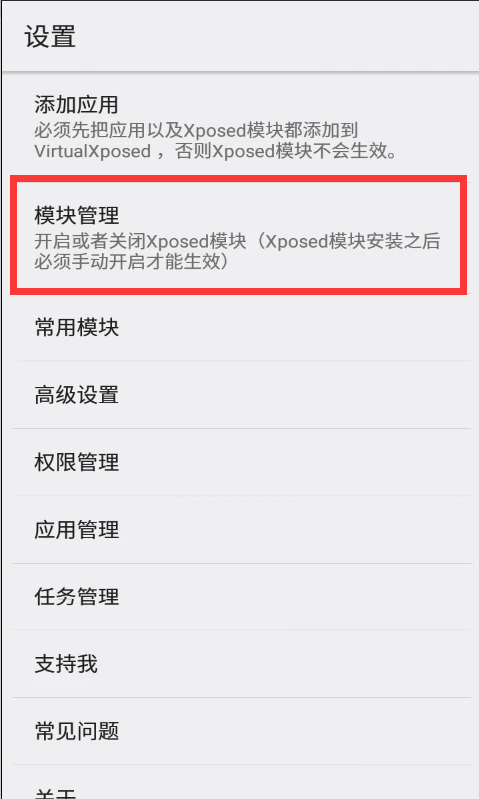 设置
添加应用
必须先把应用以及Xposed模块都添加到
VirtualXposed ，否则Xposed模块不会生效。
模块管理
开启或者关闭Xposed模块（Xposed模块安装之后
必须手动开启才能生效）
常用模块
高级设置
权限管理
应用管理
任务管理
支持我
常见问题
关于